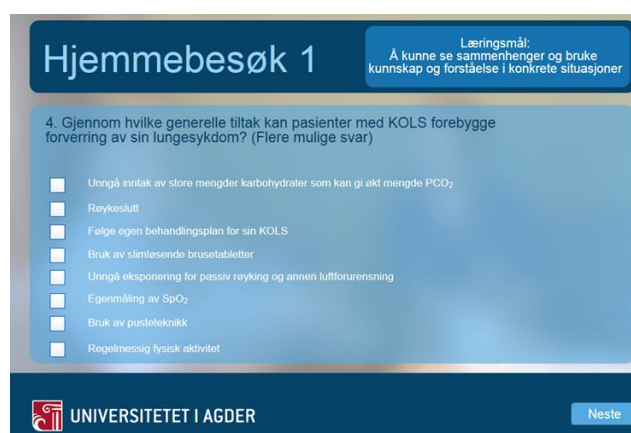 Hjemmebesøk 1
Læringsmål:
Å kunne se sammenhenger og bruke
kunnskap og forståelse i konkrete situasjoner
4. Gjennom hvilke generelle tiltak kan pasienter med KOLS forebygge
forverring av sin lungesykdom? (Flere mulige svar)
Unngå inntak av store mengder karbohydrater som kan gi økt mengde PCO₂
Røykeslutt
Følge egen behandlingsplan for sin KOLS
Bruk av slimløsende brusetabletter
Unngå eksponering for passiv røyking og annen luftforurensning
Egenmåling av SpO₂
Bruk av pusteteknikk
Regelmessig fysisk aktivitet
UNIVERSITETET I AGDER
Neste